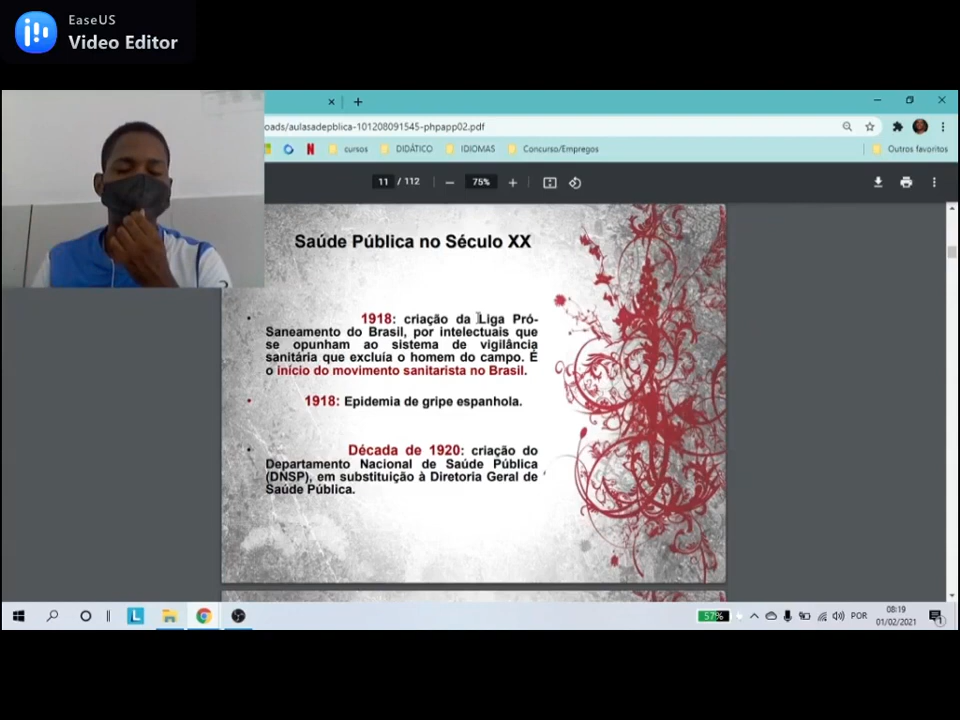 EaseUS
Video Editor
oads/aulasadepblica-101208091545-phpapp02.pdf
cursos
DIDÁTICO
IDIOMAS
Concurso/Empregos
Outros favoritos
11 / 112
75%
Saúde Pública no Século XX
• 1918: criação da Liga Pró-
Saneamento do Brasil, por intelectuais que
se opunham ao sistema de vigilância
sanitária que excluía o homem do campo. É
o início do movimento sanitarista no Brasil.
• 1918: Epidemia de gripe espanhola.
• Década de 1920: criação do
Departamento Nacional de Saúde Pública
(DNSP), em substituição à Diretoria Geral de
Saúde Pública.
57%
POR
08:19
01/02/2021